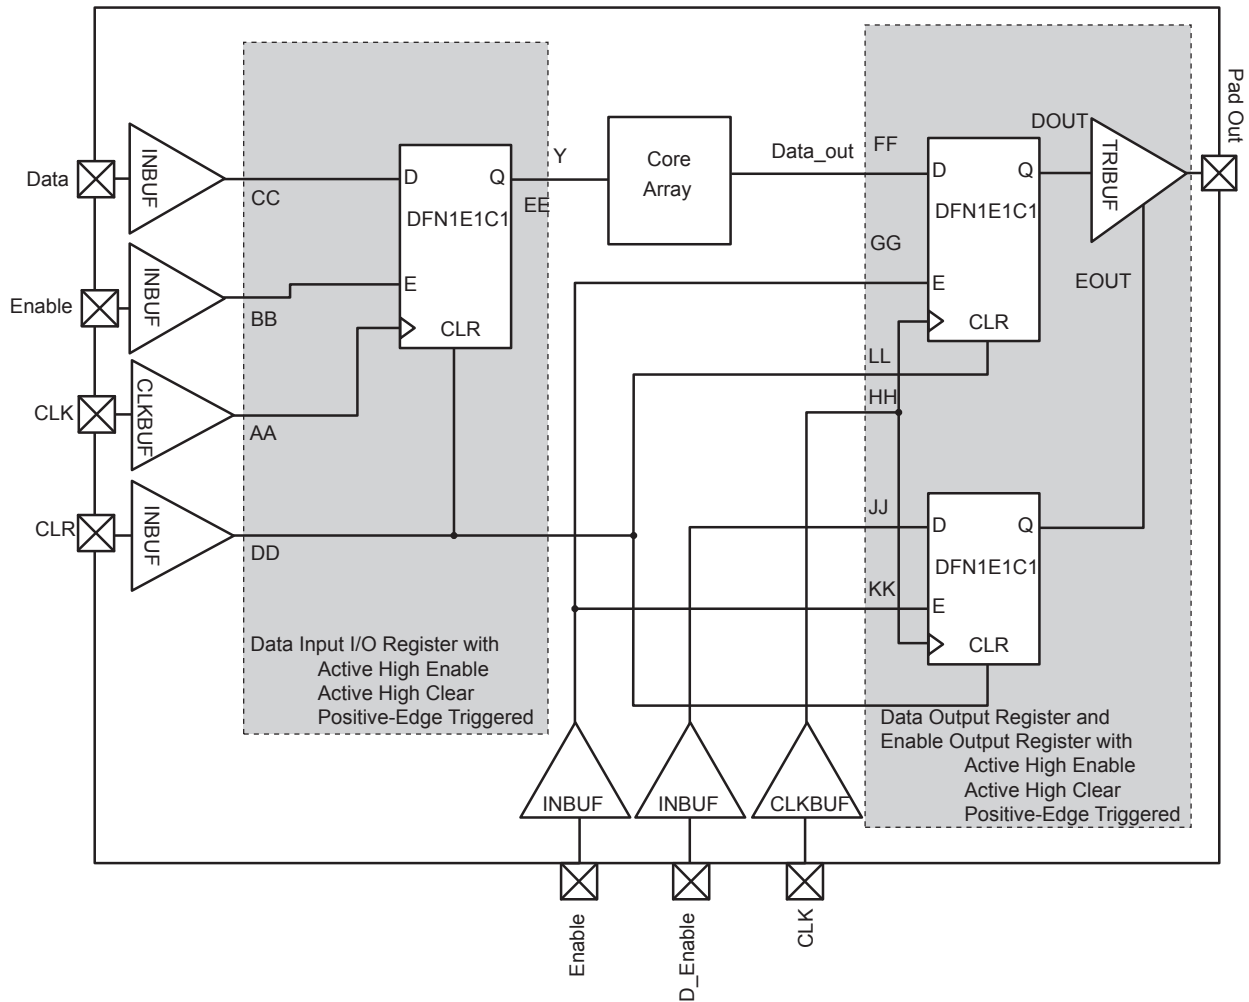 Data
INBUF
CC
Enable
INBUF
BB
CLK
CLKBUF
AA
CLR
INBUF
DD
D
Q
DFN1E1C1
E
CLR
Y
EE
Data Input I/O Register with
Active High Enable
Active High Clear
Positive-Edge Triggered
Core
Array
Data_out
FF
GG
LL
HH
JJ
KK
D
Q
DFN1E1C1
E
CLR
DOUT
TRIBUF
EOUT
Pad Out
D
Q
DFN1E1C1
E
CLR
Data Output Register and
Enable Output Register with
Active High Enable
Active High Clear
Positive-Edge Triggered
INBUF
INBUF
CLKBUF
Enable
D_Enable
CLK